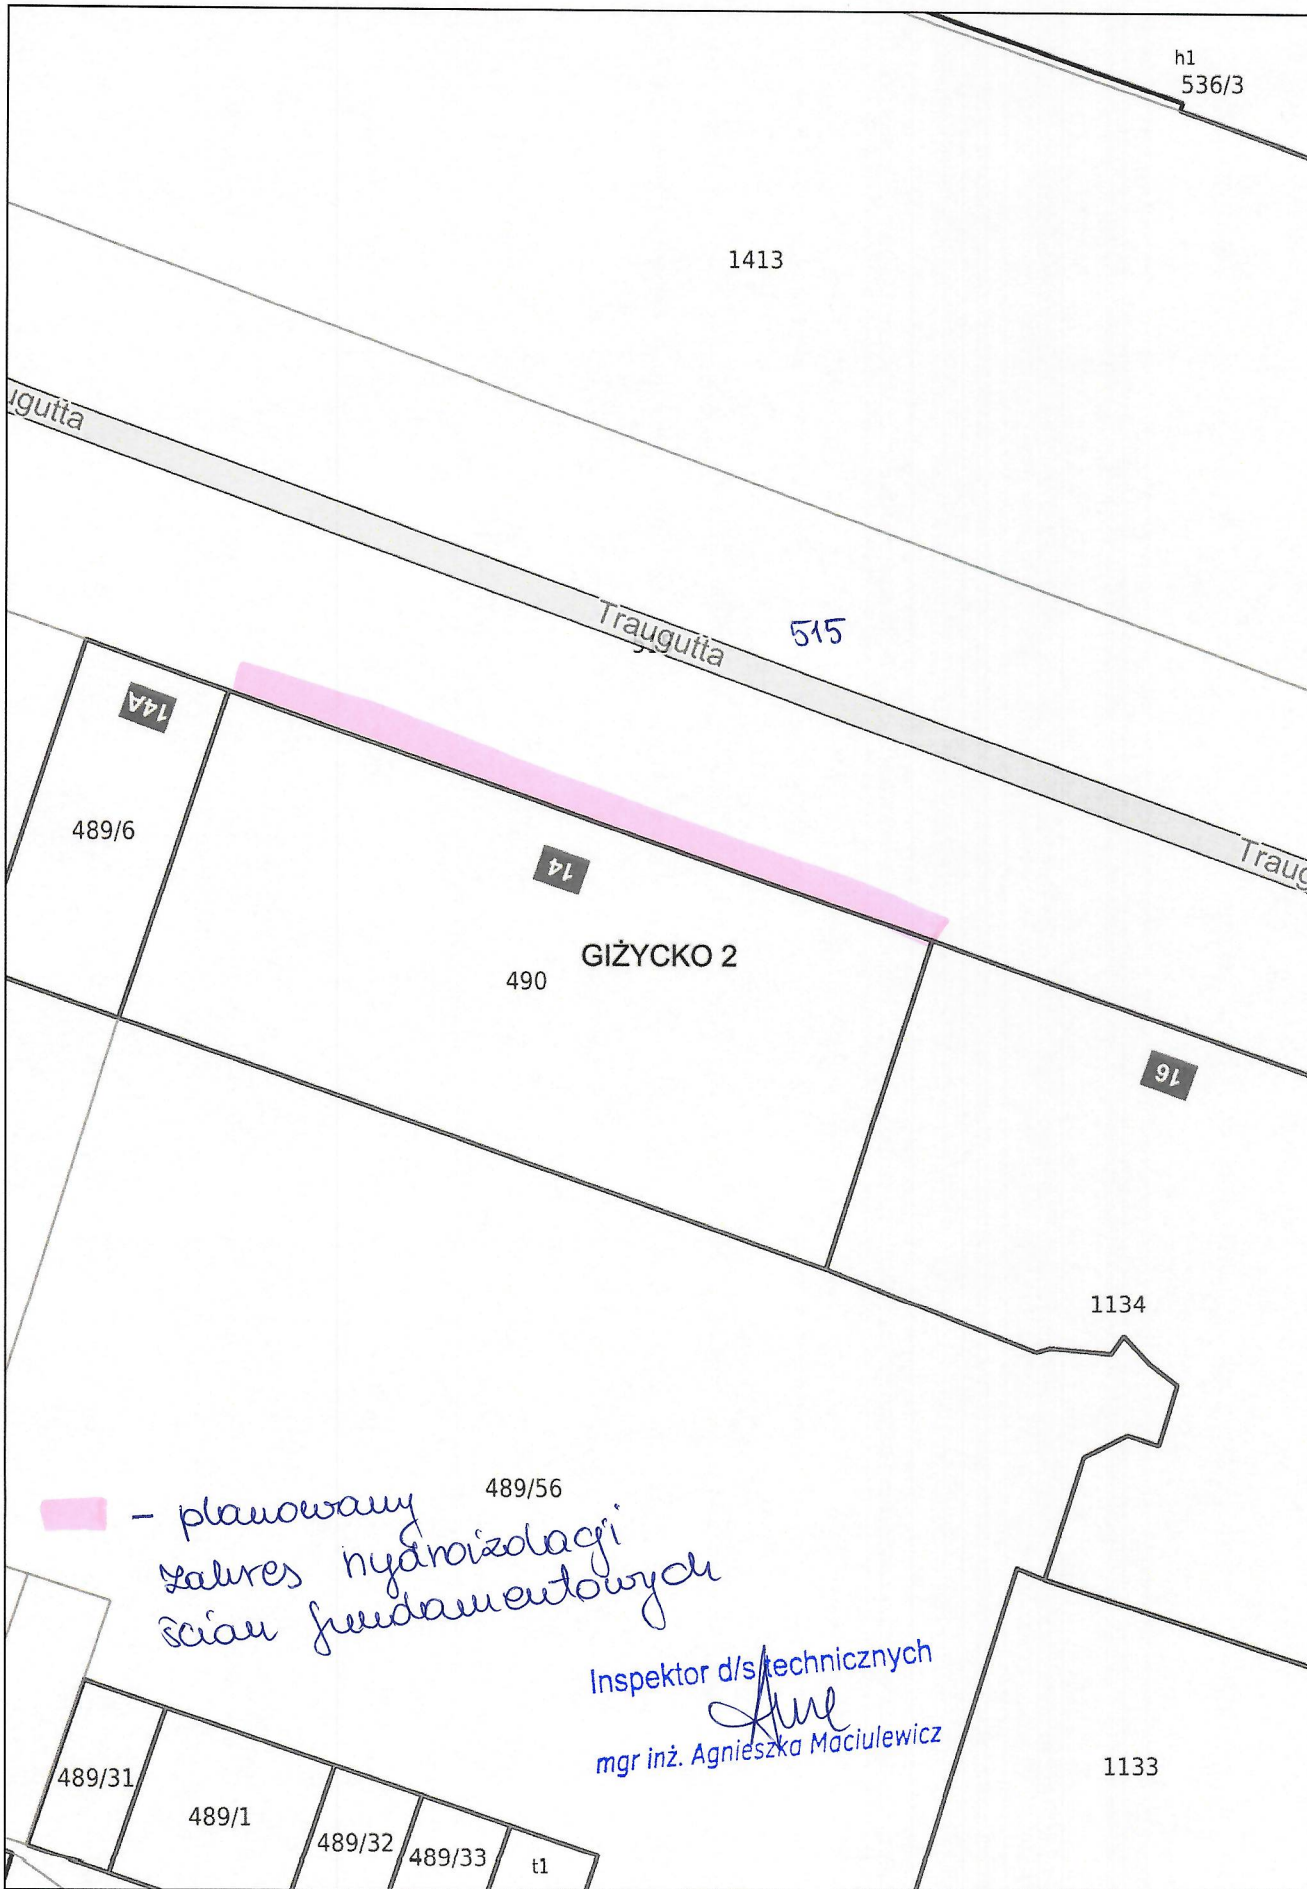 h1
536/3
1413
ugutta
Traugutta
515
Traug
14A
489/6
14
GIŻYCKO 2
490
16
1134
489/56
- planowany
zakres hydroizolacji
ścian fundamentowych
Inspektor d/s technicznych
mgr inż. Agnieszka Maciulewicz
489/31
489/1
489/32
489/33
t1
1133